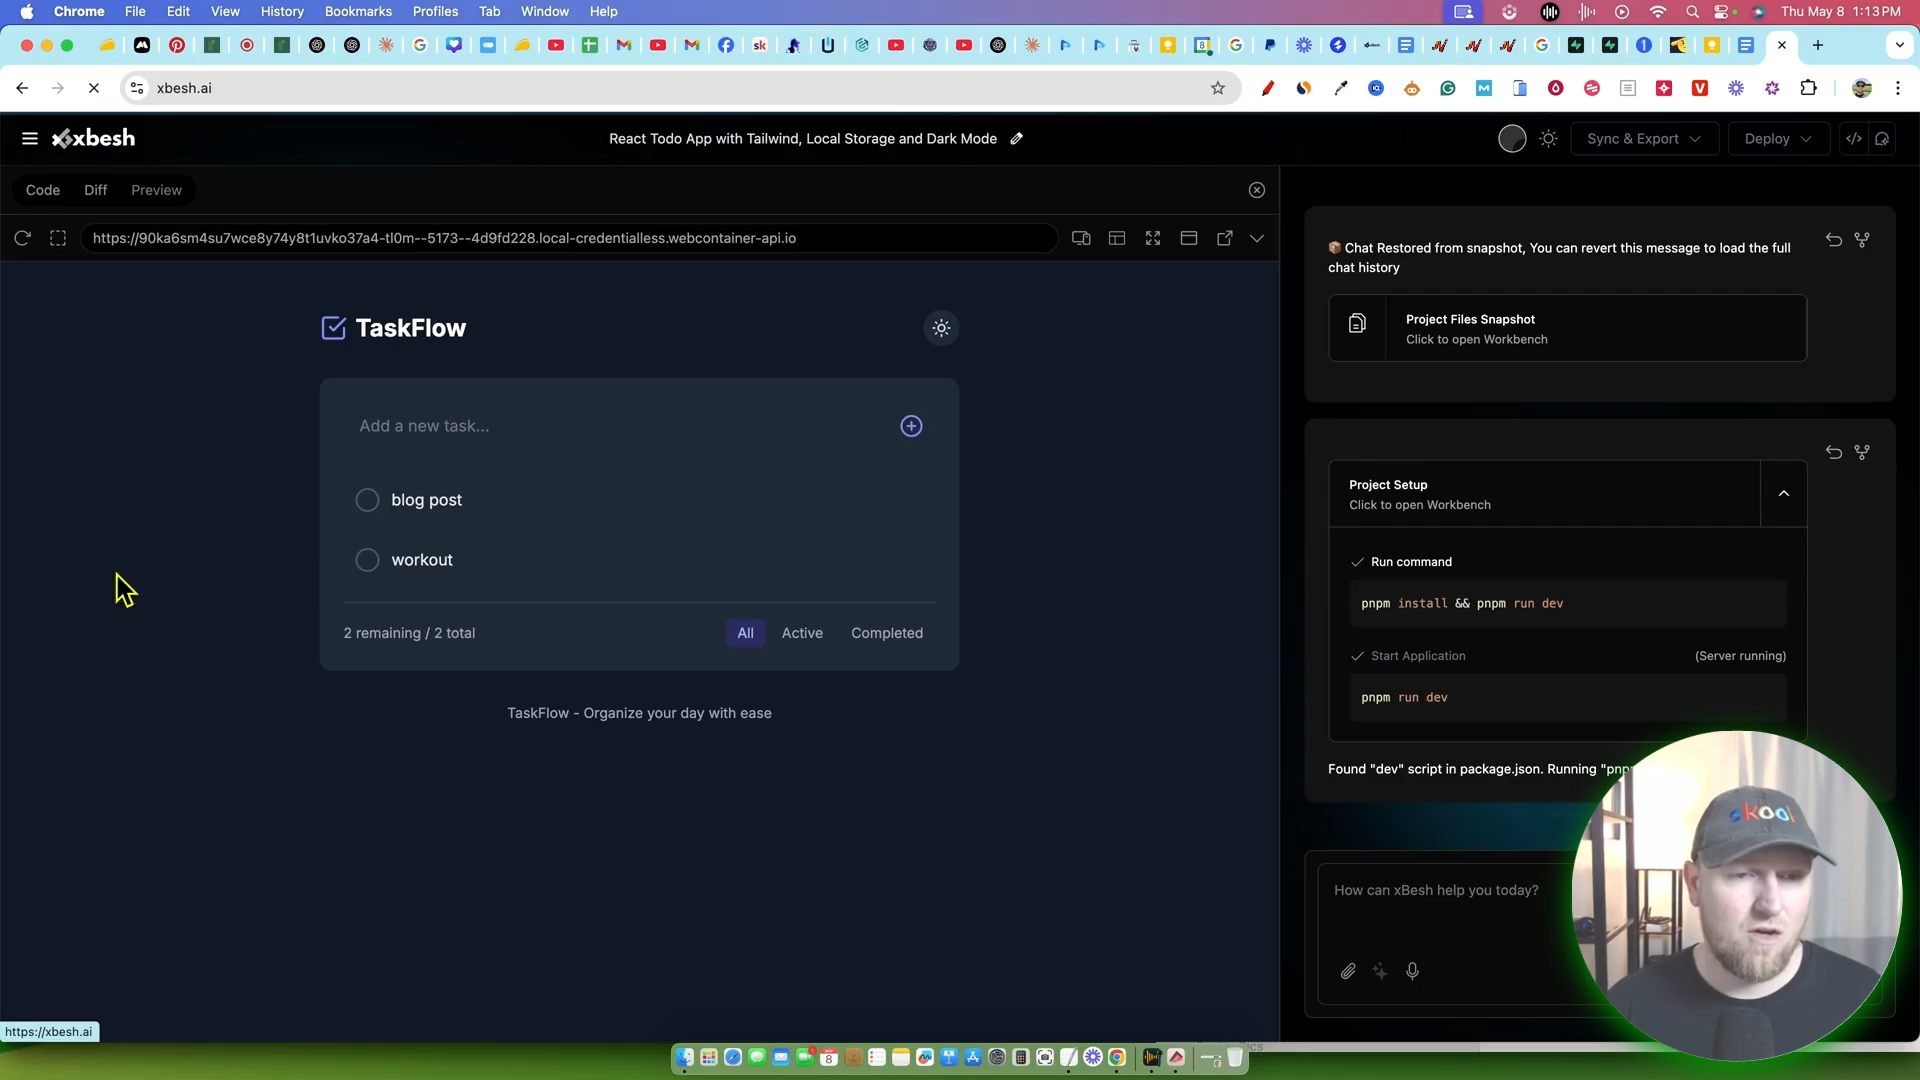 Chrome File Edit View History Bookmarks Profiles Tab Window Help
Thu May 8 1:13 PM
xbesh.ai
xbesh
React Todo App with Tailwind, Local Storage and Dark Mode
Sync & Export
Deploy
Code Diff Preview
https://90ka6sm4su7wce8y74y8t1uvko37a4-tl0m--5173--4d9fd228.local-credentialless.webcontainer-api.io
TaskFlow
Add a new task...
blog post
workout
2 remaining / 2 total
All Active Completed
TaskFlow - Organize your day with ease
📦 Chat Restored from snapshot, You can revert this message to load the full
chat history
Project Files Snapshot
Click to open Workbench
Project Setup
Click to open Workbench
Run command
pnpm install && pnpm run dev
Start Application (Server running)
pnpm run dev
Found "dev" script in package.json. Running "pnp
How can xBesh help you today?
skool
https://xbesh.ai